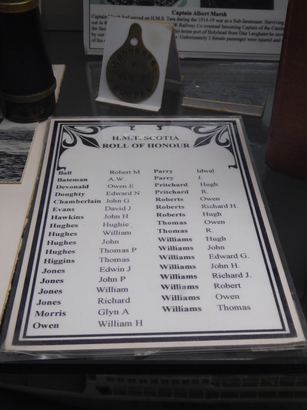 Captain Albert Marsh
H.M.T. SCOTIA
ROLL OF HONOUR
Ball Robert M Parry Idwal
Bateman A.W Parry J.
Devonald Owen E Pritchard Hugh
Doughty Edward N Pritchard R.
Chamberlain John G Roberts Owen
Evans David J Roberts Richard H.
Hawkins John H Roberts Hugh
Hughes Hughie Thomas Owen
Hughes William Thomas R.
Hughes John Williams Hugh
Hughes Thomas P Williams John
Higgins Thomas Williams Edward G.
Jones Edwin J Williams John H.
Jones John P Williams Richard J.
Jones William Williams Robert
Jones Richard Williams Owen
Morris Glyn A Williams Thomas
Owen William H